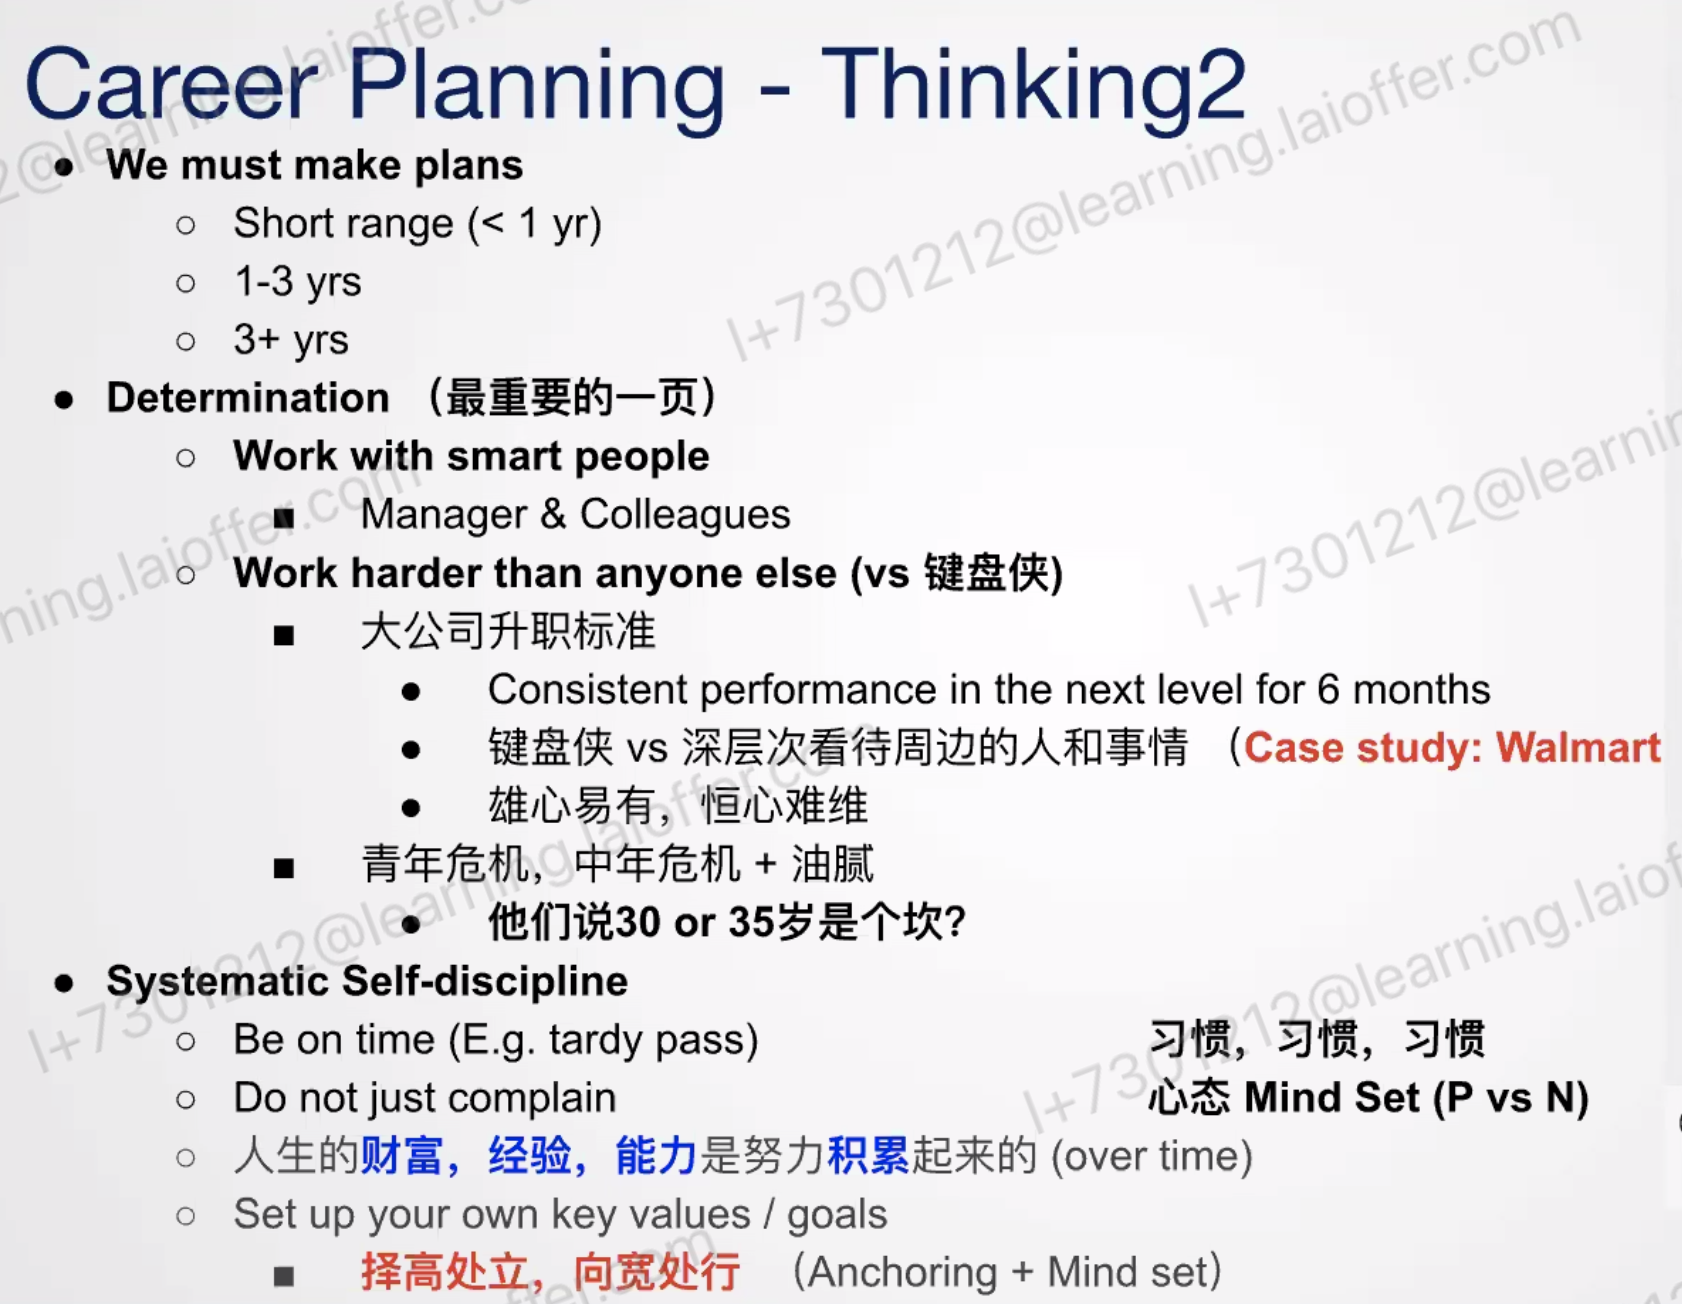 Career Planning - Thinking2
● We must make plans
○ Short range (< 1 yr)
○ 1-3 yrs
○ 3+ yrs
● Determination （最重要的一页）
○ Work with smart people
■ Manager & Colleagues
○ Work harder than anyone else (vs 键盘侠)
■ 大公司升职标准
● Consistent performance in the next level for 6 months
● 键盘侠 vs 深层次看待周边的人和事情 （Case study: Walmart
● 雄心易有，恒心难维
■ 青年危机，中年危机 + 油腻
● 他们说30 or 35岁是个坎?
● Systematic Self-discipline
○ Be on time (E.g. tardy pass) 习惯，习惯，习惯
○ Do not just complain 心态 Mind Set (P vs N)
○ 人生的财富，经验，能力是努力积累起来的 (over time)
○ Set up your own key values / goals
■ 择高处立，向宽处行 （Anchoring + Mind set）
2@learning.laioffer.com
l+7301212@learning.laioffer.com
l+7301212@learnin
ning.laioffer.com
l+7301212@learning.laioffer.com
l+7301212@learning.laiof
ffer.com